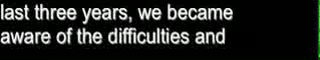 last three years, we became
aware of the difficulties and